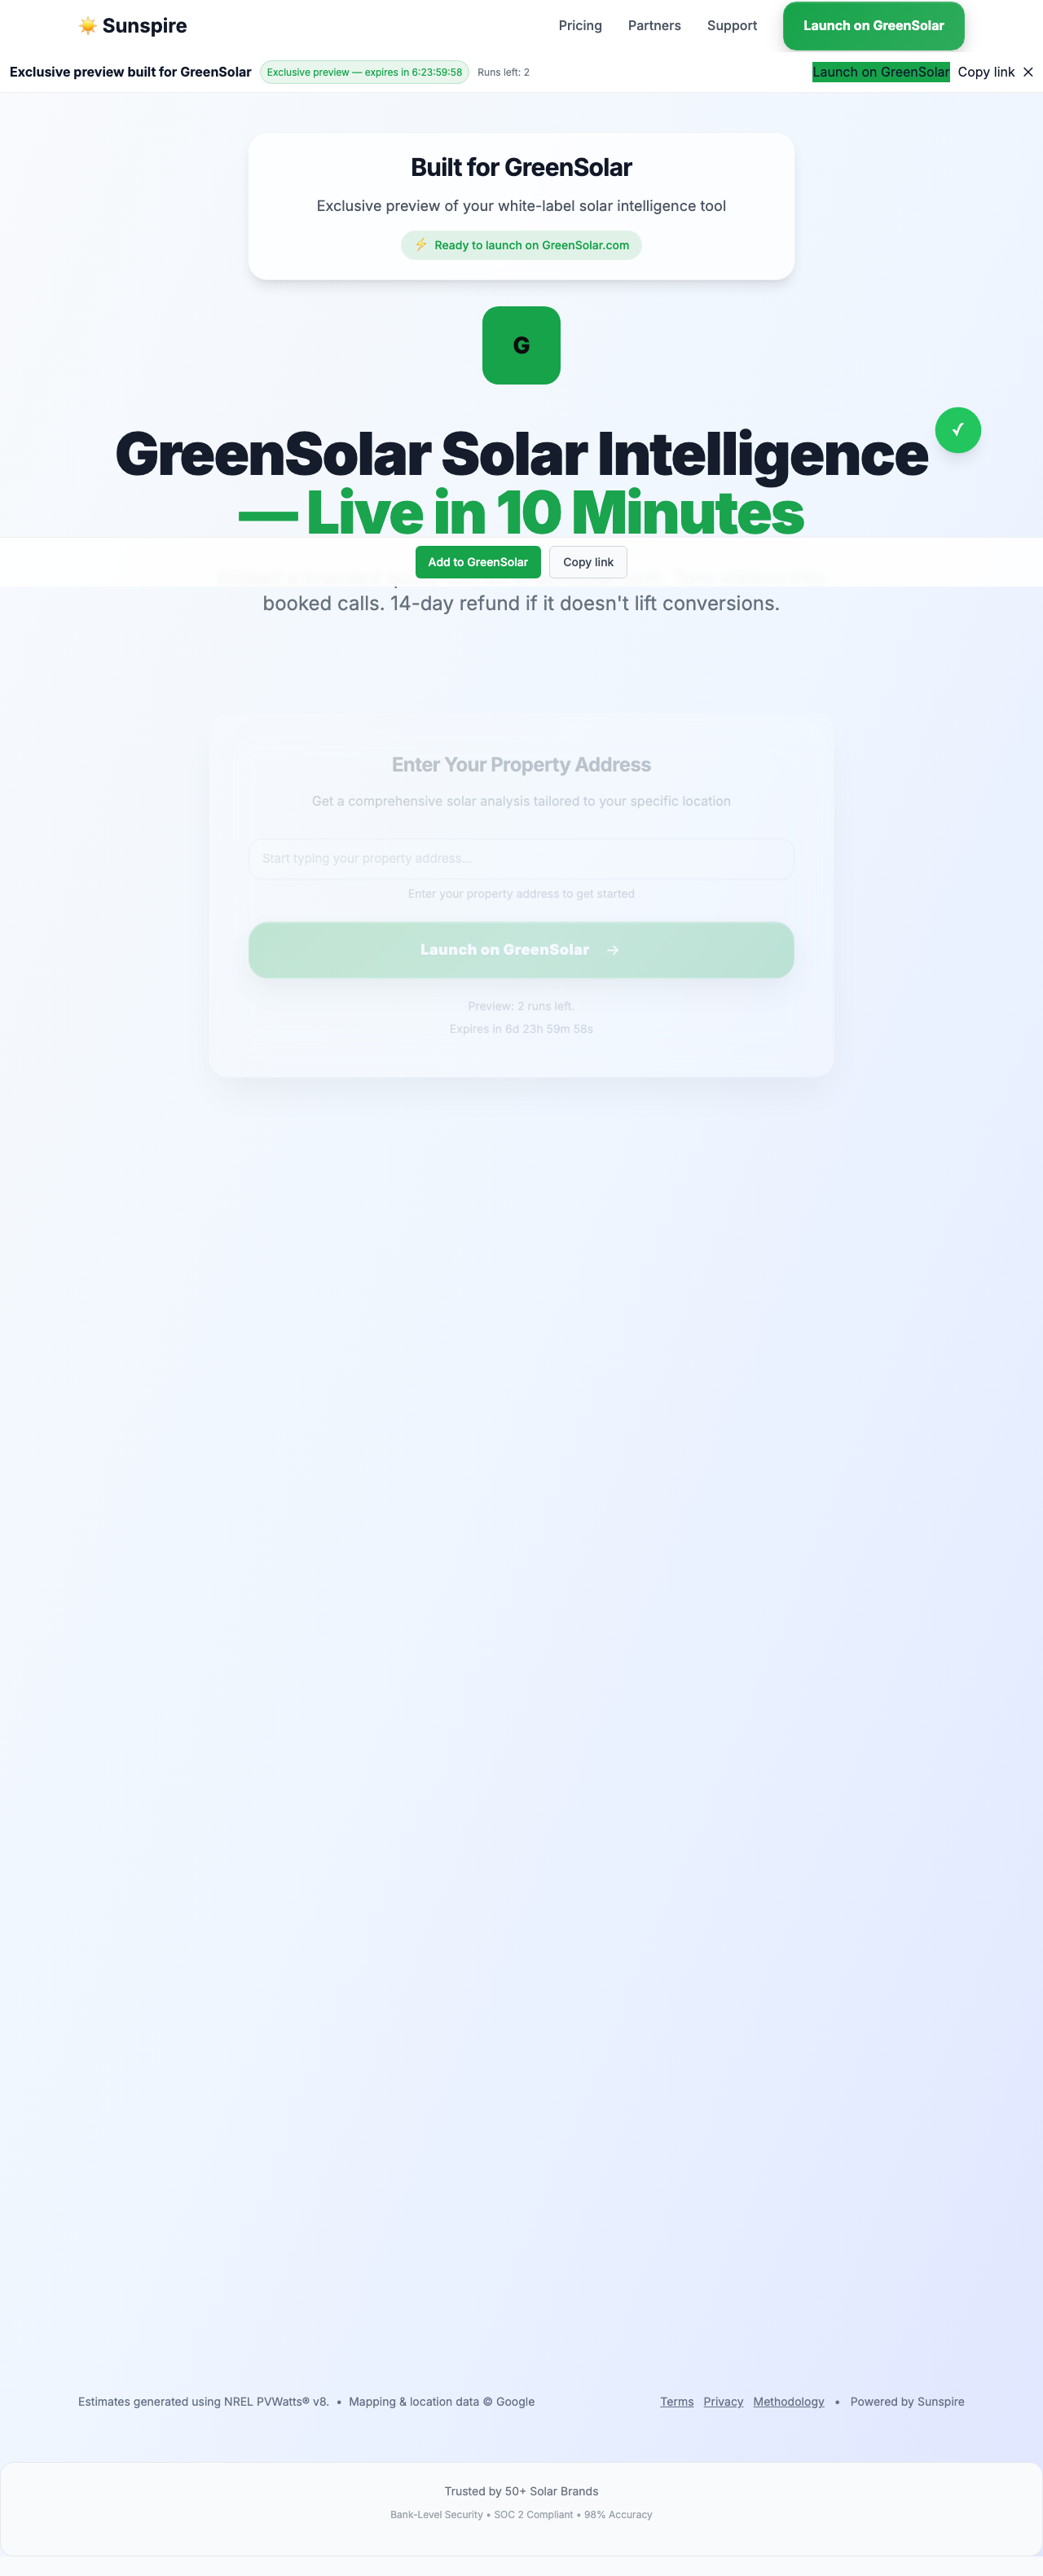 Sunspire
Pricing
Partners
Support
Launch on GreenSolar
Exclusive preview built for GreenSolar
Exclusive preview — expires in 6:23:59:58
Runs left: 2
Launch on GreenSolar
Copy link
Built for GreenSolar
Exclusive preview of your white-label solar intelligence tool
Ready to launch on GreenSolar.com
G
GreenSolar Solar Intelligence
— Live in 10 Minutes
Add to GreenSolar
Copy link
booked calls. 14-day refund if it doesn't lift conversions.
Enter Your Property Address
Get a comprehensive solar analysis tailored to your specific location
Start typing your property address...
Enter your property address to get started
Launch on GreenSolar →
Preview: 2 runs left.
Expires in 6d 23h 59m 58s
Estimates generated using NREL PVWatts® v8. • Mapping & location data © Google
Terms Privacy Methodology • Powered by Sunspire
Trusted by 50+ Solar Brands
Bank-Level Security • SOC 2 Compliant • 98% Accuracy